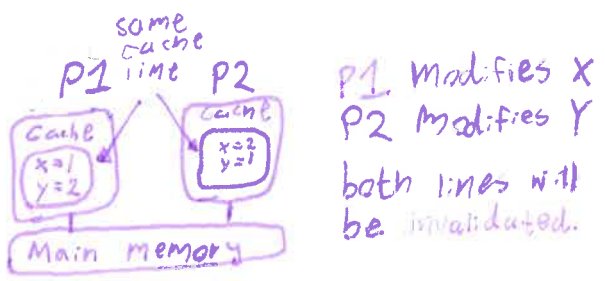 same
cache
line
P1
P2
cache
x=1
y=2
cache
x=2
y=1
Main memory
P1. Modifies X
P2 Modifies Y
both lines will
be invalidated.